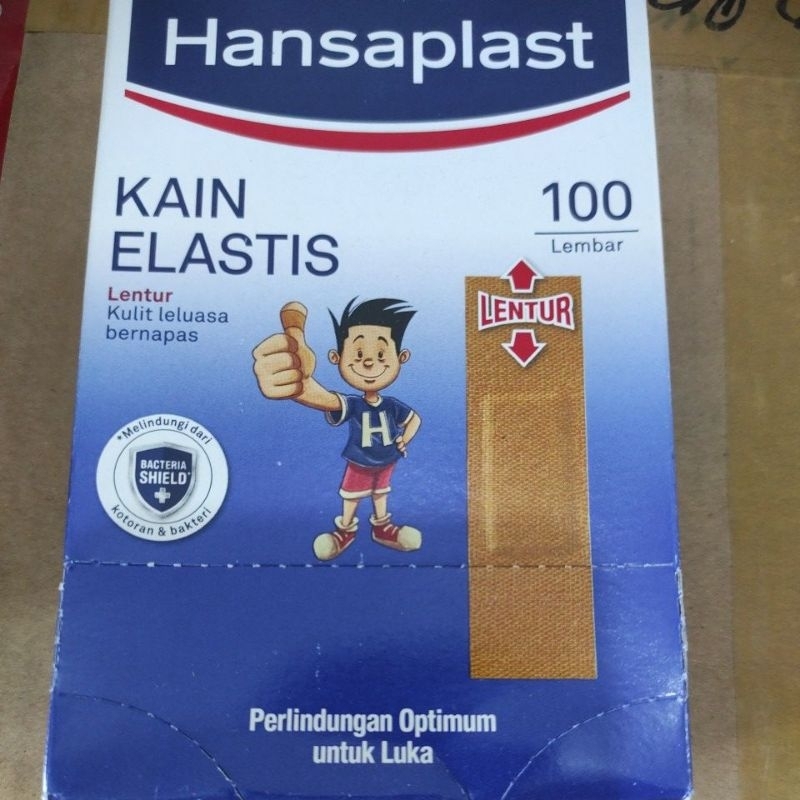 Hansaplast
KAIN
ELASTIS
100
Lembar
Lentur
Kulit leluasa
bernapas
LENTUR
H
*Melindungi dari
BACTERIA
SHIELD*
kotoran & bakteri
Perlindungan Optimum
untuk Luka